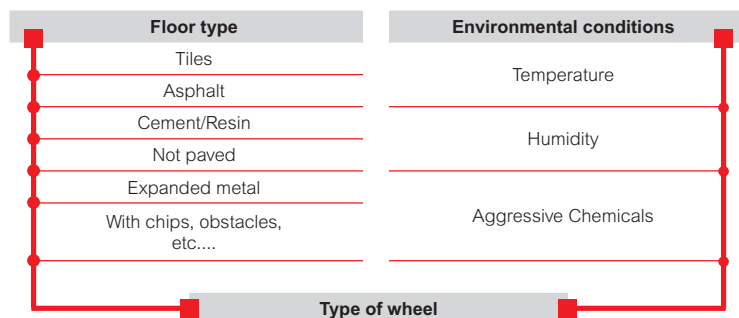 Floor type
Tiles
Asphalt
Cement/Resin
Not paved
Expanded metal
With chips, obstacles,
etc....
Environmental conditions
Temperature
Humidity
Aggressive Chemicals
Type of wheel